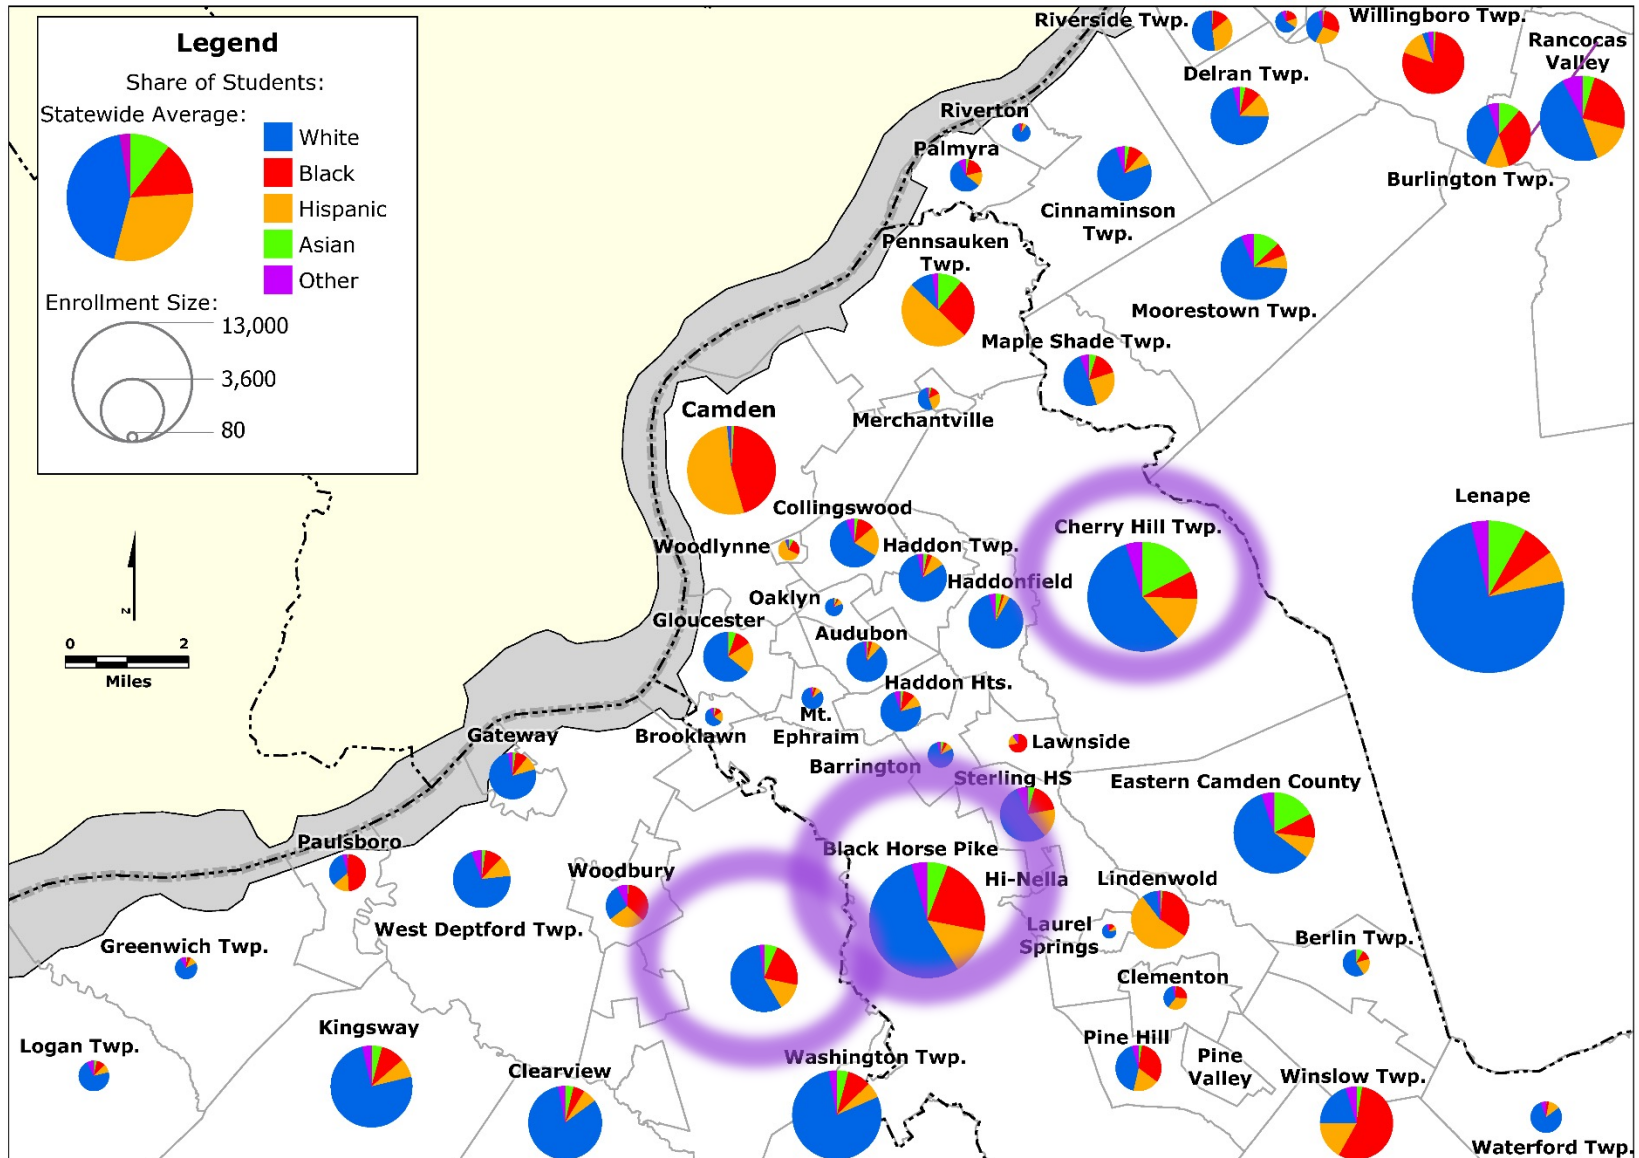 Legend
Share of Students:
Statewide Average:
White
Black
Hispanic
Asian
Other
Enrollment Size:
13,000
3,600
80
N
0 2
Miles
Riverside Twp.
Willingboro Twp.
Rancocas
Valley
Delran Twp.
Riverton
Palmyra
Burlington Twp.
Cinnaminson
Twp.
Pennsauken
Twp.
Moorestown Twp.
Maple Shade Twp.
Merchantville
Camden
Lenape
Collingswood
Cherry Hill Twp.
Woodlynne
Haddon Twp.
Haddonfield
Oaklyn
Gloucester
Audubon
Haddon Hts.
Mt.
Ephraim
Brooklawn
Gateway
Lawnside
Barrington
Sterling HS
Eastern Camden County
Paulsboro
Black Horse Pike
Woodbury
Hi-Nella
Lindenwold
West Deptford Twp.
Laurel
Springs
Greenwich Twp.
Berlin Twp.
Clementon
Kingsway
Pine Hill
Logan Twp.
Washington Twp.
Pine
Valley
Clearview
Winslow Twp.
Waterford Twp.